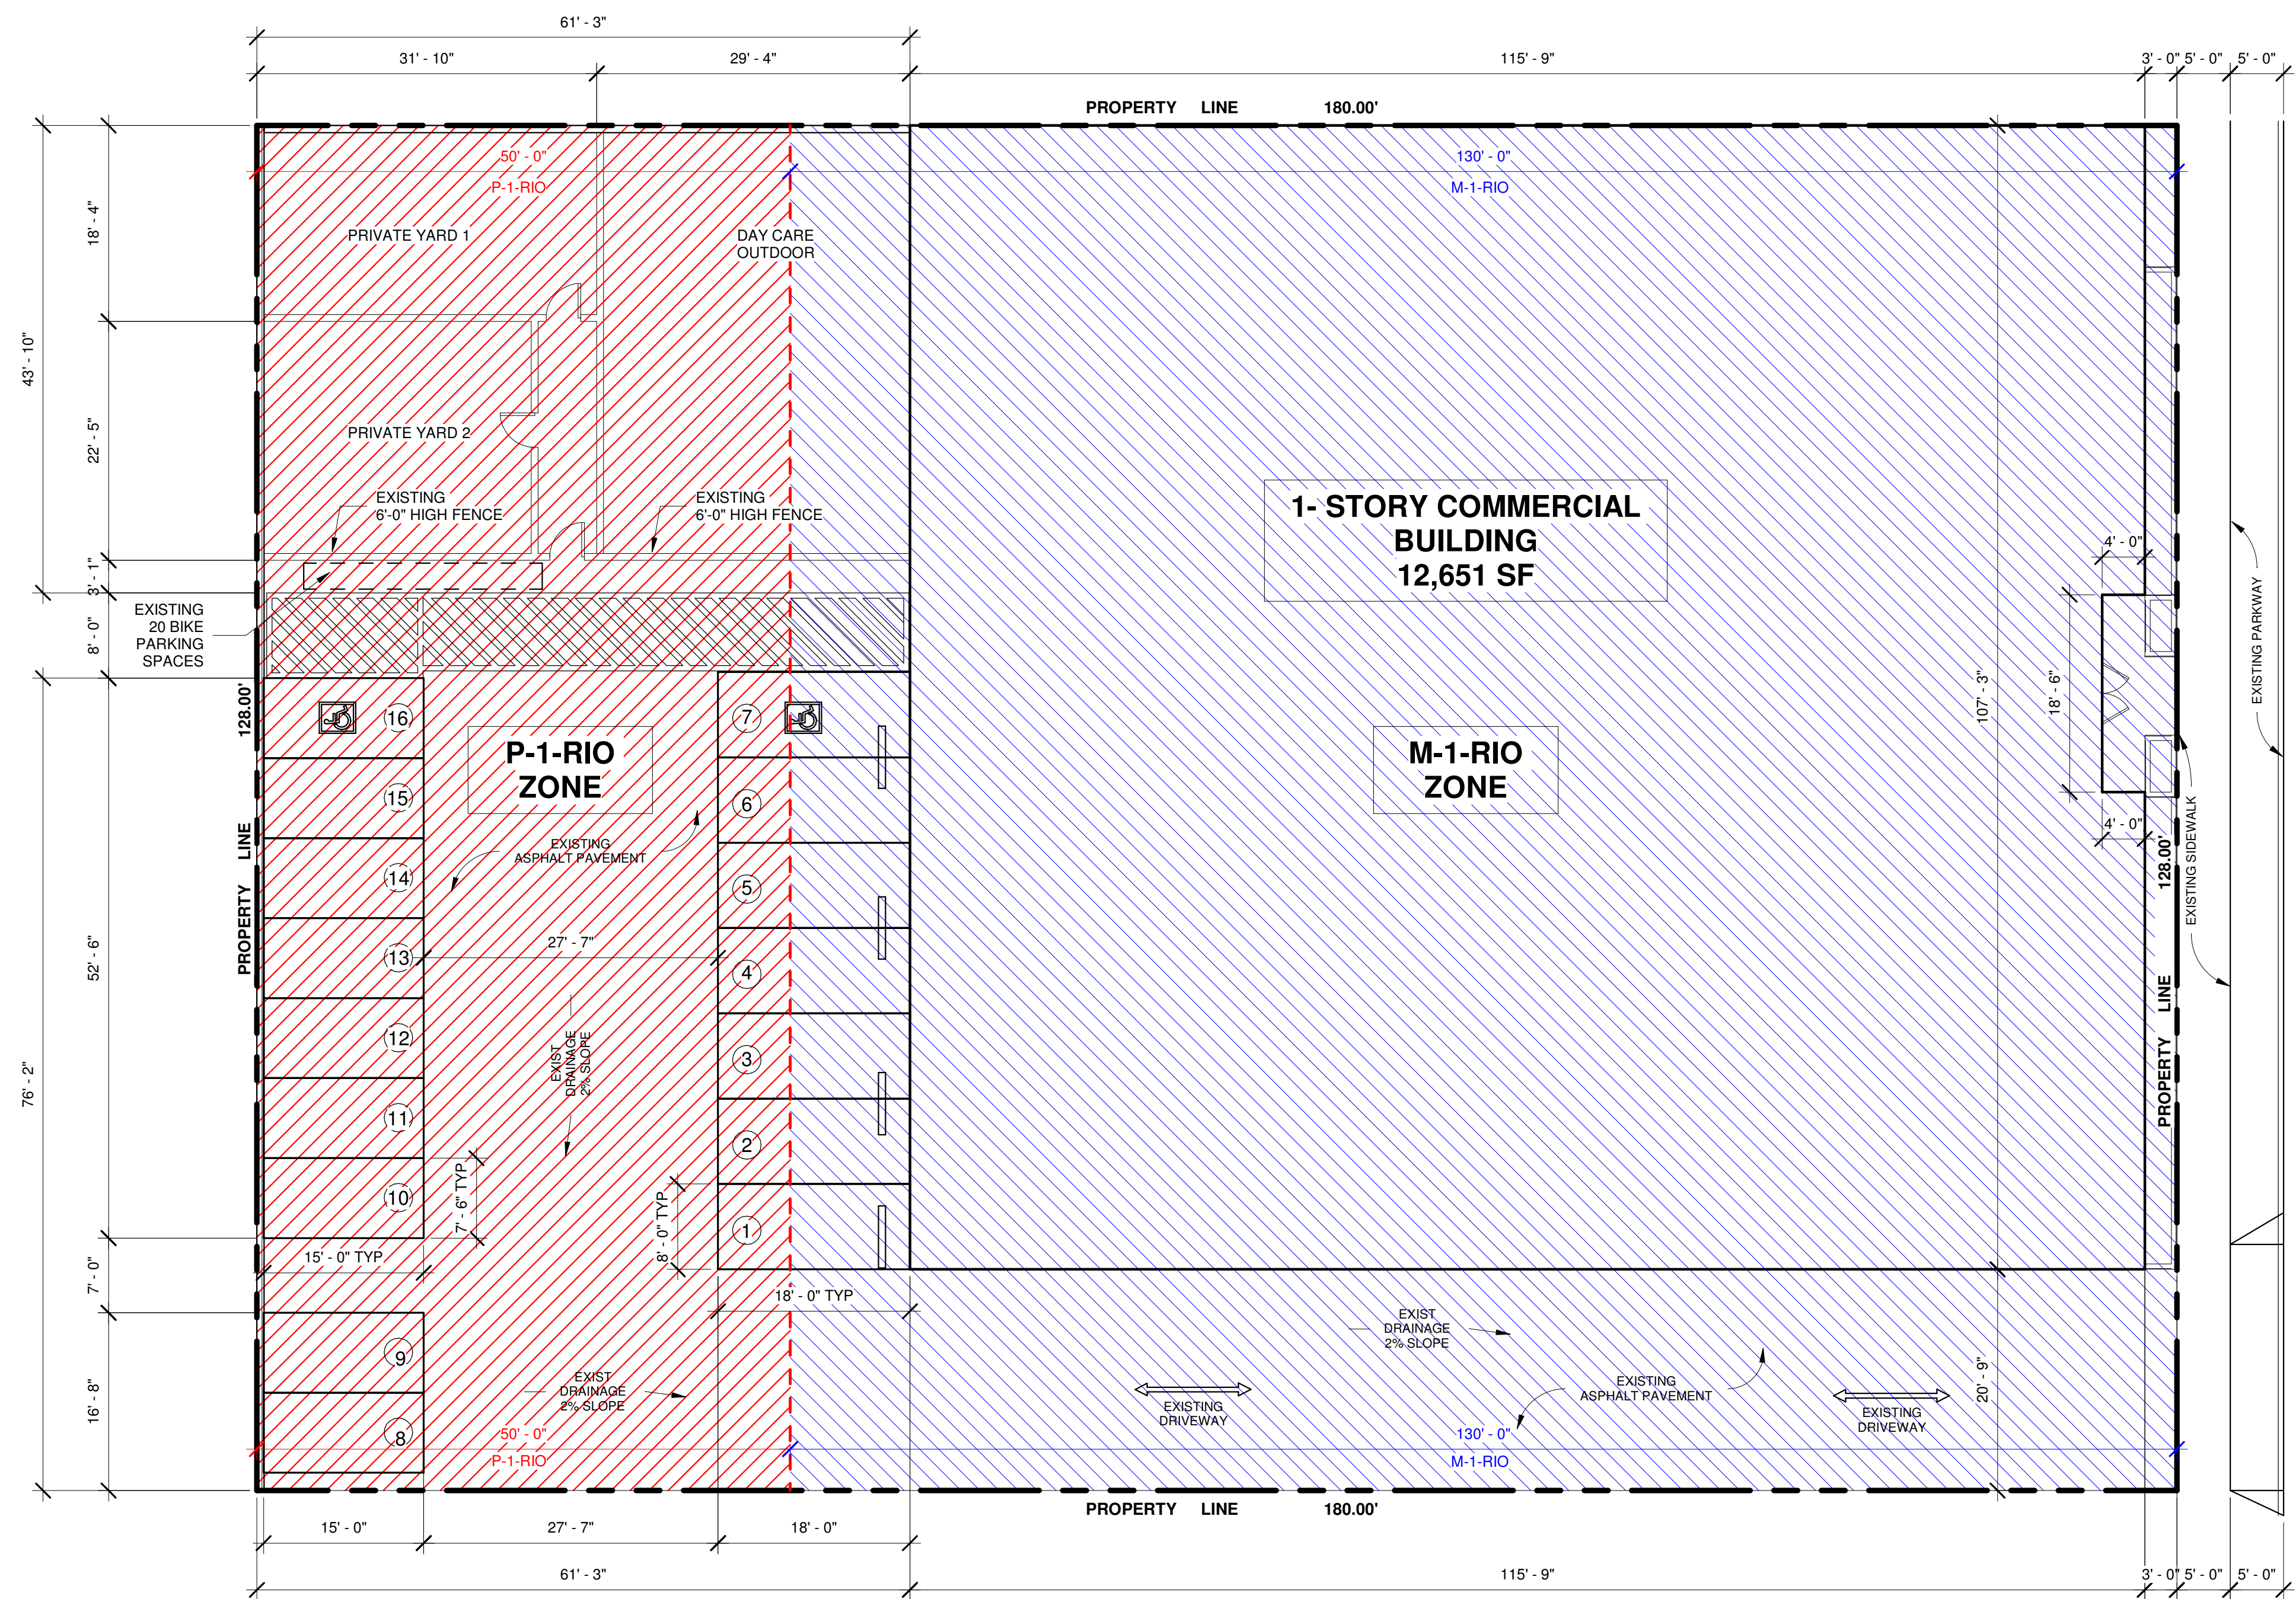 61' - 3"
31' - 10"
29' - 4"
115' - 9"
3' - 0"
5' - 0"
5' - 0"
PROPERTY LINE 180.00'
50' - 0"
P-1-RIO
130' - 0"
M-1-RIO
18' - 4"
43' - 10"
22' - 5"
3' - 1"
8' - 0"
PRIVATE YARD 1
DAY CARE
OUTDOOR
PRIVATE YARD 2
EXISTING
6'-0" HIGH FENCE
EXISTING
6'-0" HIGH FENCE
1- STORY COMMERCIAL
BUILDING
12,651 SF
4' - 0"
EXISTING
20 BIKE
PARKING
SPACES
EXISTING PARKWAY
128.00'
PROPERTY LINE
16
15
14
13
12
11
10
9
8
P-1-RIO
ZONE
7
6
5
4
3
2
1
M-1-RIO
ZONE
107' - 3"
18' - 6"
4' - 0"
128.00'
PROPERTY LINE
EXISTING SIDEWALK
EXISTING
ASPHALT PAVEMENT
27' - 7"
EXIST
DRAINAGE
2% SLOPE
52' - 6"
76' - 2"
7' - 0"
16' - 8"
7' - 6" TYP
8' - 0" TYP
15' - 0" TYP
18' - 0" TYP
EXIST
DRAINAGE
2% SLOPE
EXIST
DRAINAGE
2% SLOPE
EXISTING
DRIVEWAY
EXISTING
ASPHALT PAVEMENT
EXISTING
DRIVEWAY
20' - 9"
50' - 0"
P-1-RIO
130' - 0"
M-1-RIO
PROPERTY LINE 180.00'
15' - 0"
27' - 7"
18' - 0"
61' - 3"
115' - 9"
3' - 0"
5' - 0"
5' - 0"